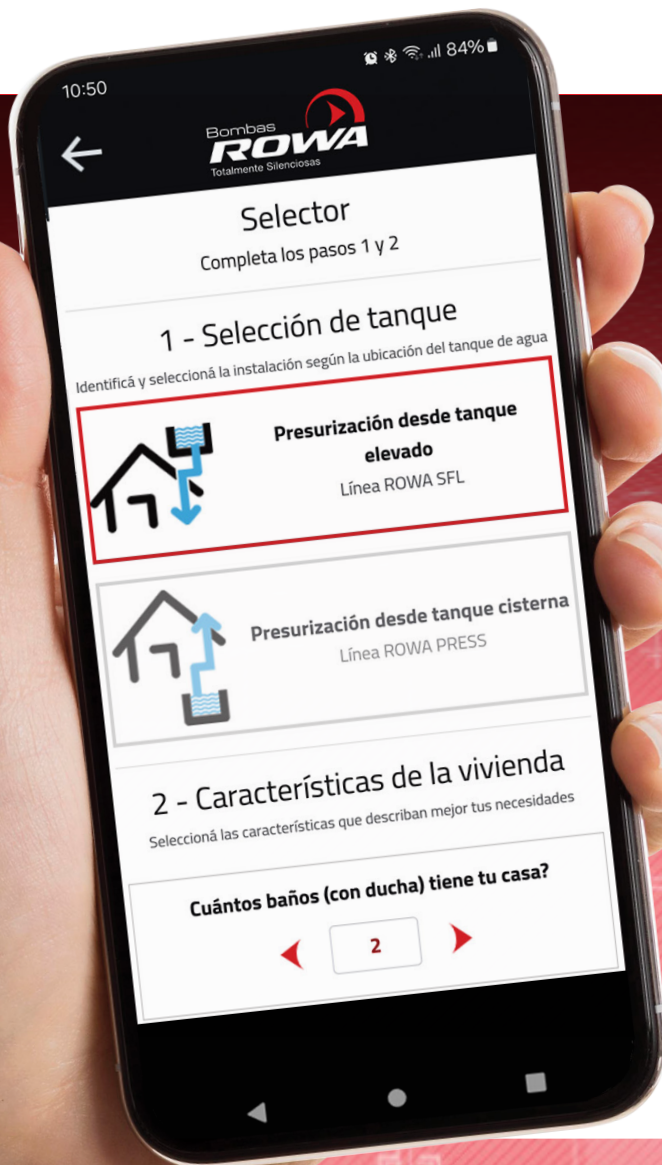 10:50
84%
Bombas
ROWA
Totalmente Silenciosas
Selector
Completa los pasos 1 y 2
1 - Selección de tanque
Identificá y seleccioná la instalación según la ubicación del tanque de agua
Presurización desde tanque
elevado
Línea ROWA SFL
Presurización desde tanque cisterna
Línea ROWA PRESS
2 - Características de la vivienda
Seleccioná las características que describan mejor tus necesidades
Cuántos baños (con ducha) tiene tu casa?
2